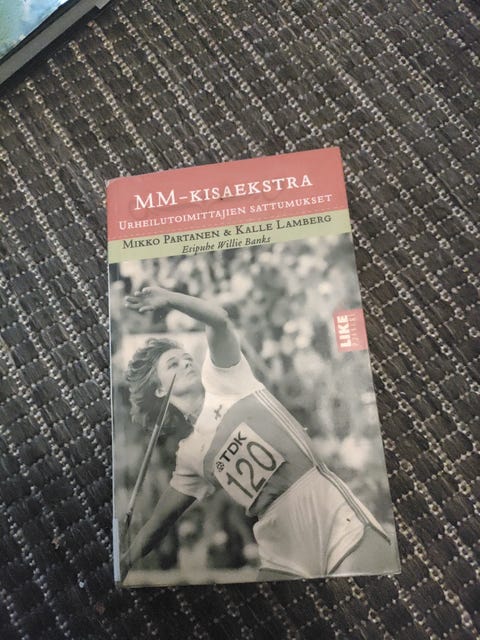 MM-KISAEKSTRA
URHEILUTOIMITTAJIEN SATTUMUKSET
MIKKO PARTANEN & KALLE LAMBERG
Esipuhe Willie Banks
LIKE
TDK
120